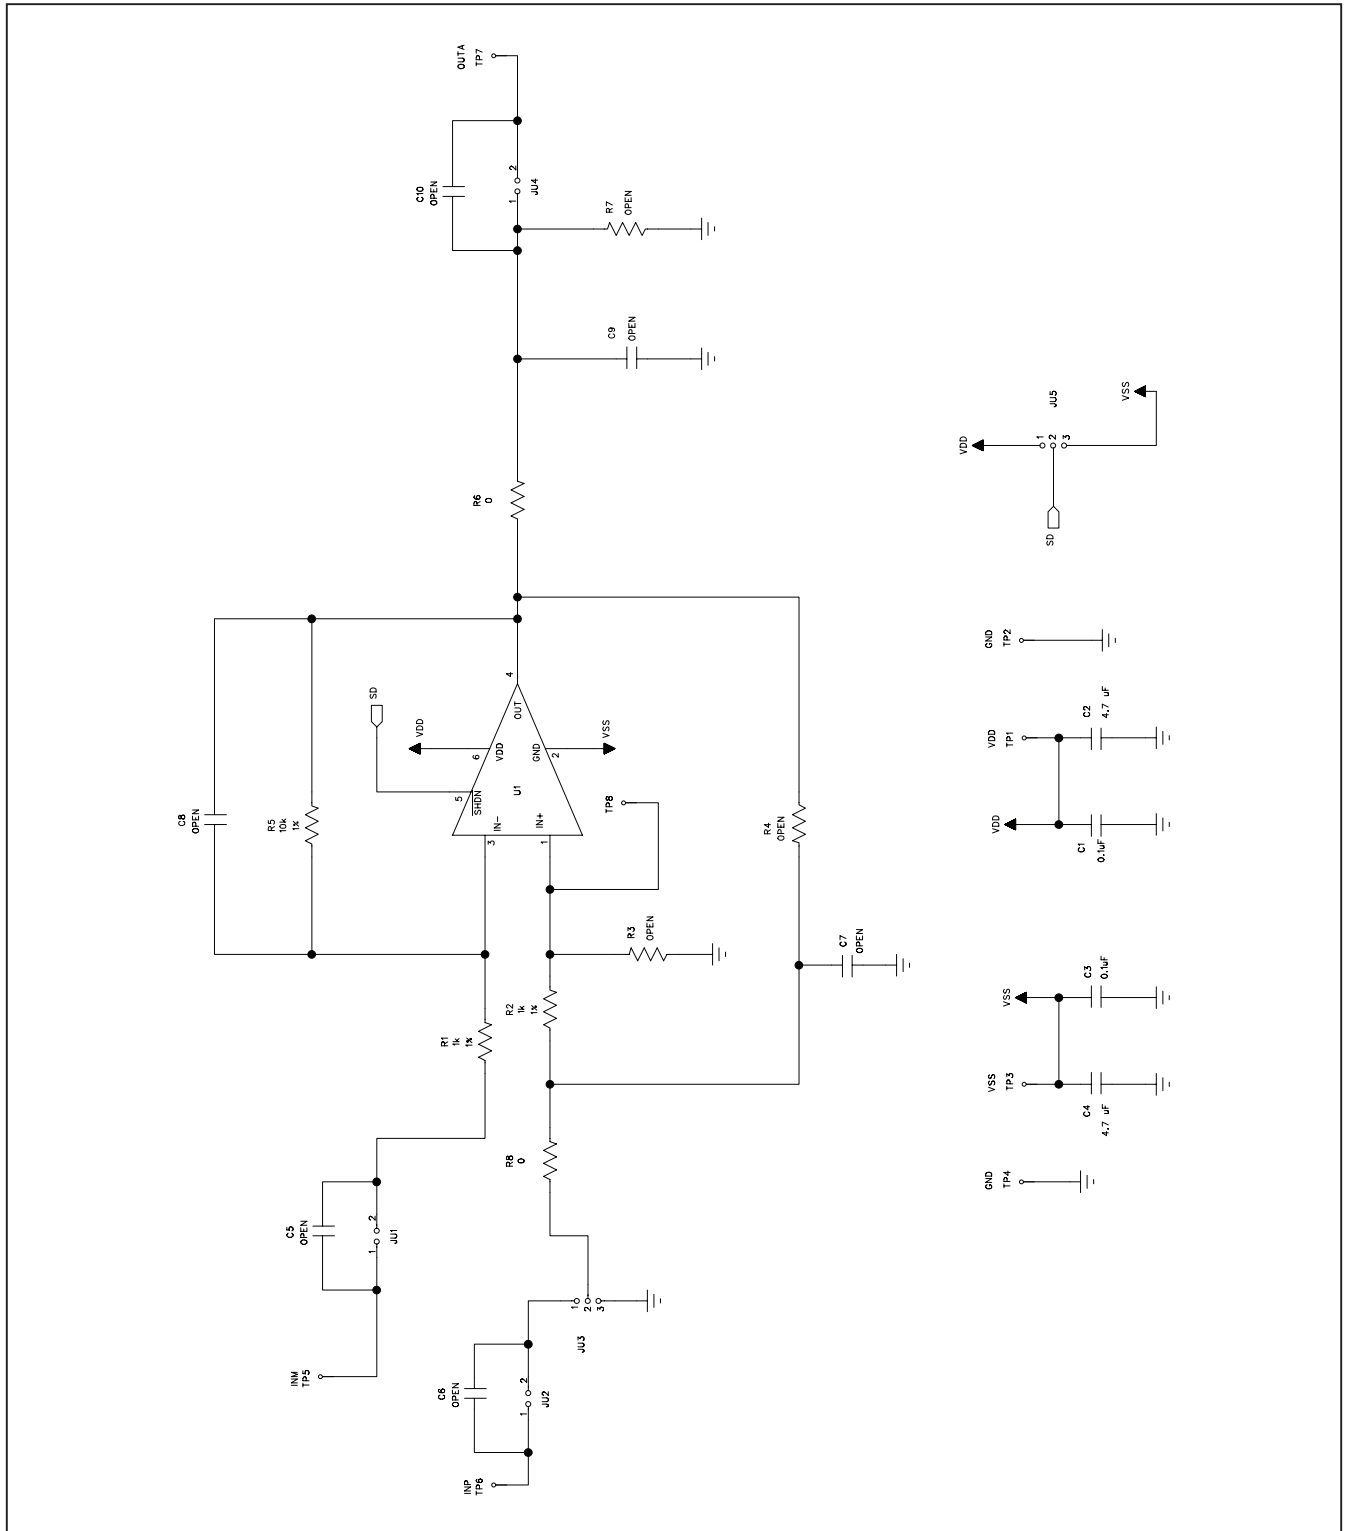 OUTA
TP7
C10
OPEN
1
2
JU4
R7
OPEN
C9
OPEN
R6
0
VDD
JU5
1
2
3
VSS
SD
C8
OPEN
R5
10k
1%
SD
VDD
VSS
4
OUT
6
VDD
GND
2
U1
5
SHDN
IN-
3
IN+
1
TP8
R4
OPEN
R3
OPEN
C7
OPEN
R1
1k
1%
R2
1k
1%
R8
0
C5
OPEN
1
2
JU1
INM
TP5
JU3
1
2
3
C6
OPEN
1
2
JU2
INP
TP6
GND
TP2
VDD
TP1
C2
4.7 uF
VDD
C1
0.1uF
VSS
C3
0.1uF
VSS
TP3
C4
4.7 uF
GND
TP4